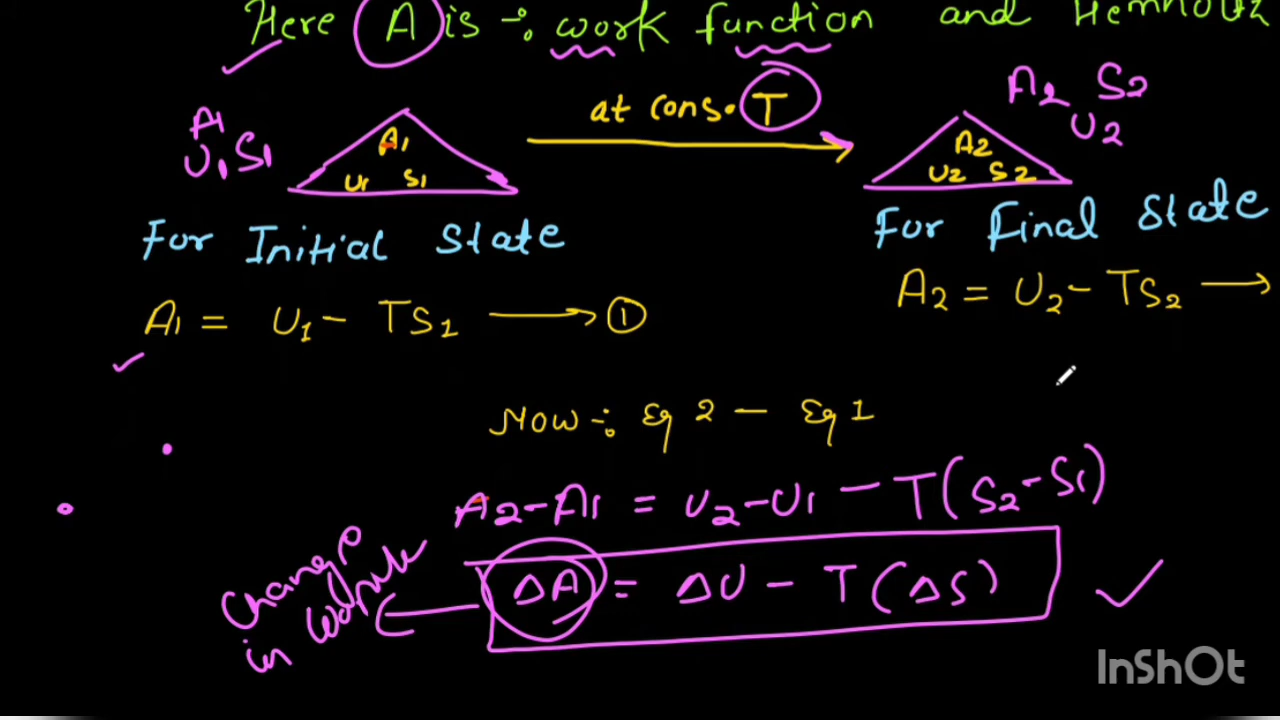 Here A is ÷ work function and Hemholtz
at cons. T
A1
U1 S1
A1
U1 S1
A2 S2
U2
A2
U2 S2
For Initial State
For Final State
A1 = U1 - TS1 → ①
A2 = U2 - TS2 →
Now ÷ Eq 2 - Eq 1
A2 - A1 = U2 - U1 - T(S2 - S1)
ΔA = ΔU - T(ΔS)
Change
in
InShOt